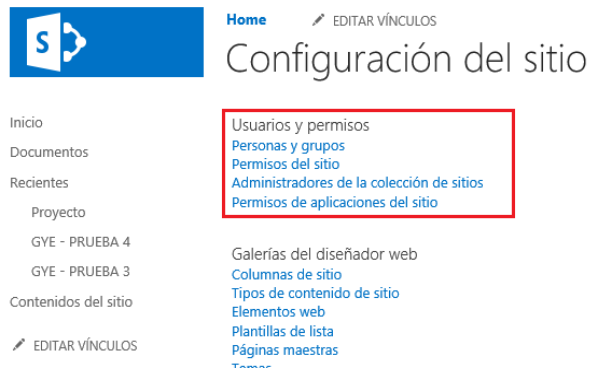 S
Home EDITAR VÍNCULOS
Configuración del sitio
Inicio
Documentos
Recientes
Proyecto
GYE - PRUEBA 4
GYE - PRUEBA 3
Contenidos del sitio
EDITAR VÍNCULOS
Usuarios y permisos
Personas y grupos
Permisos del sitio
Administradores de la colección de sitios
Permisos de aplicaciones del sitio
Galerías del diseñador web
Columnas de sitio
Tipos de contenido de sitio
Elementos web
Plantillas de lista
Páginas maestras
Temas